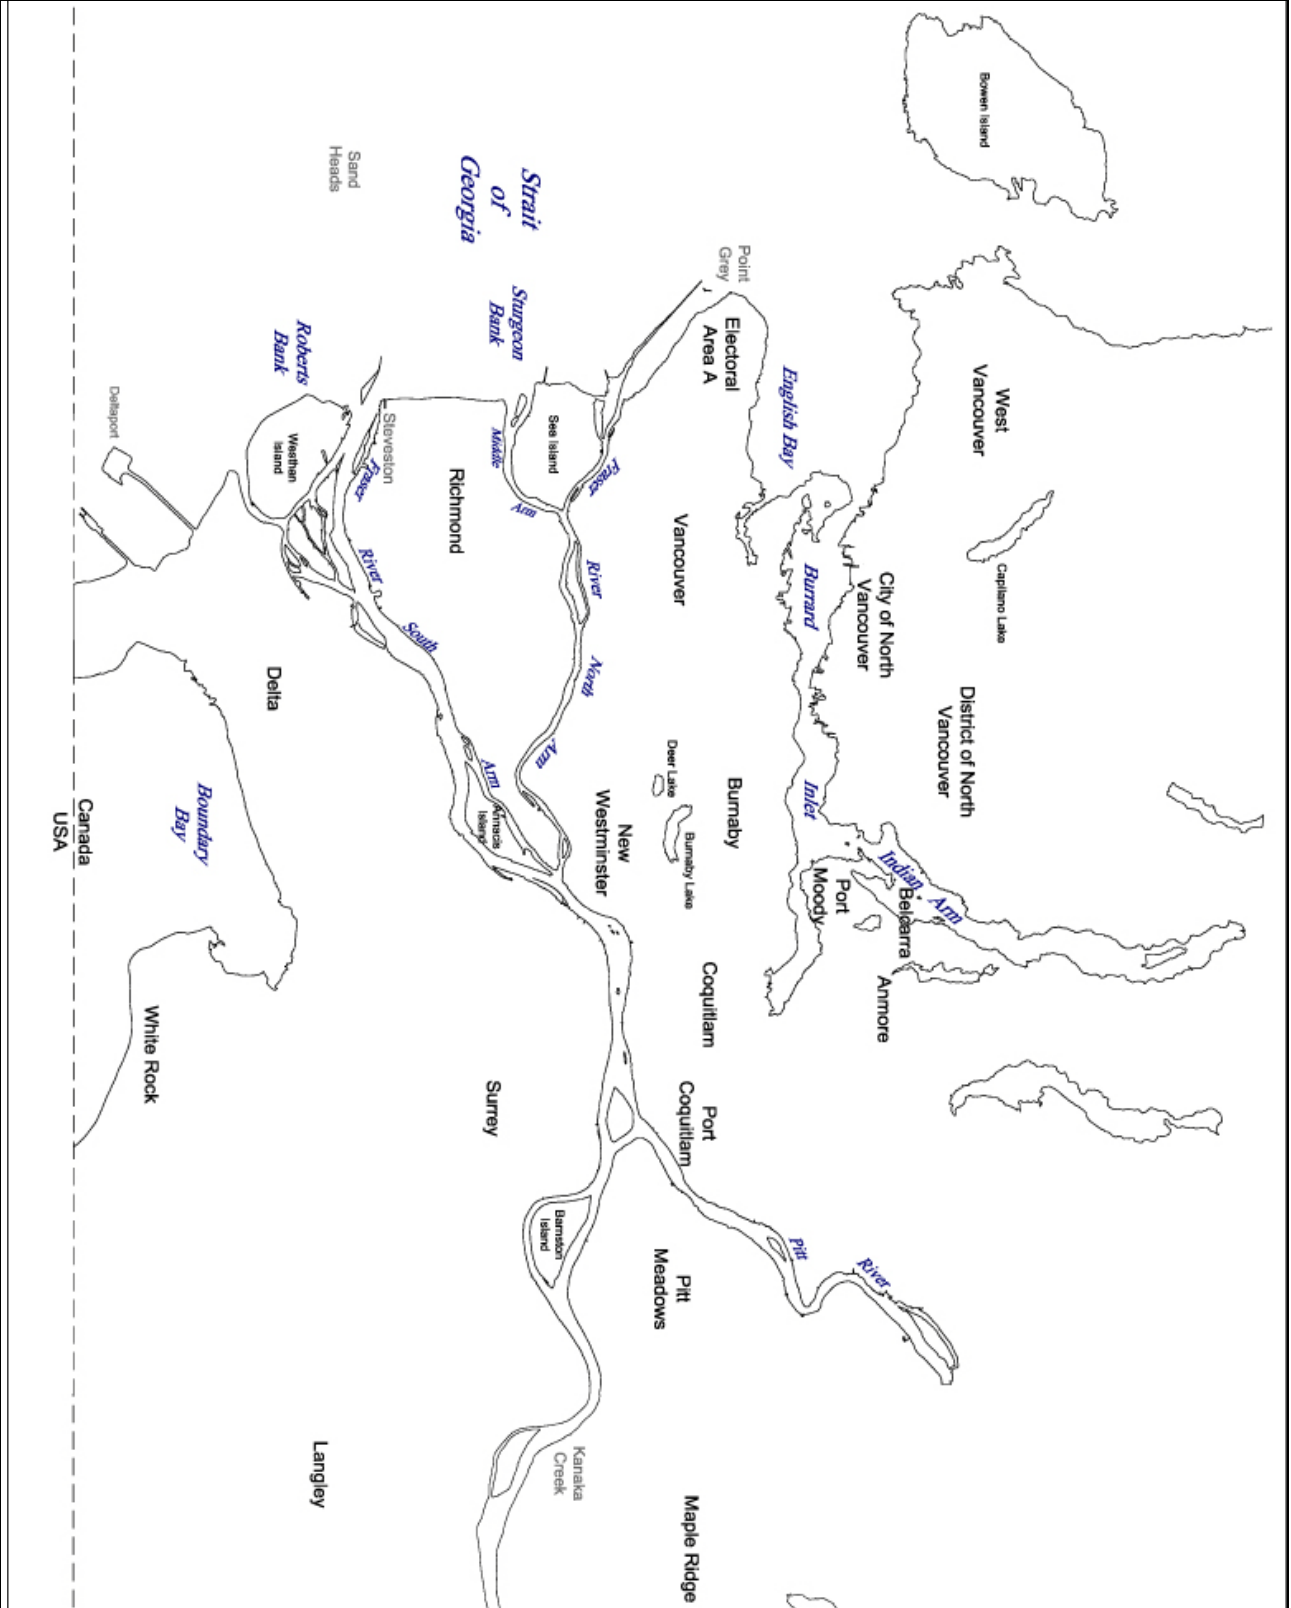 Bowen Island
West
Vancouver
Capilano Lake
City of North
Vancouver
District of North
Vancouver
Indian
Arm
Belcarra
Anmore
Port
Moody
Point
Grey
Electoral
Area A
English Bay
Burrard
Inlet
Vancouver
Burnaby
Deer Lake
Burnaby Lake
Coquitlam
Port
Coquitlam
Pitt
River
Pitt
Meadows
Maple Ridge
Strait
of
Georgia
Sturgeon
Bank
Sea Island
Middle
Arm
Fraser
River
North
Arm
New
Westminster
Richmond
Steveston
Sand
Heads
Roberts
Bank
Westhan
Island
Fraser
River
South
Arm
Annacis
Island
Barnston
Island
Kanaka
Creek
Surrey
Delta
Deltaport
Langley
Boundary
Bay
White Rock
Canada
USA